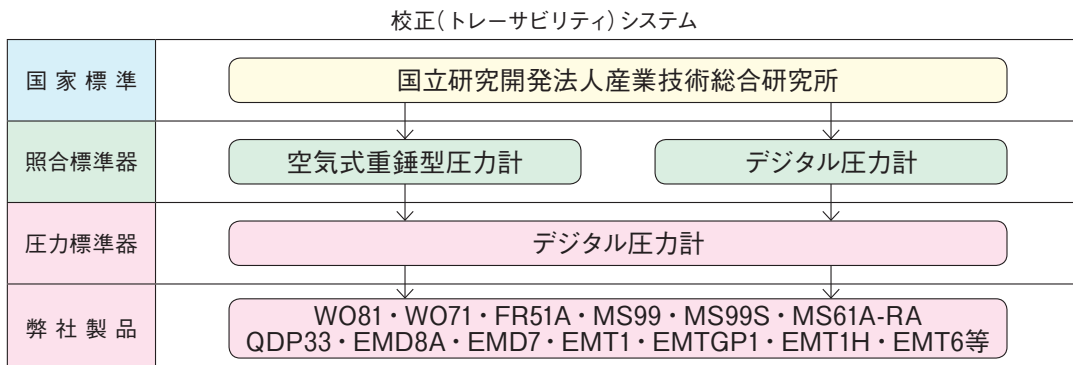 校正(トレーサビリティ)システム
国家標準
国立研究開発法人産業技術総合研究所
照合標準器
空気式重錘型圧力計
デジタル圧力計
圧力標準器
デジタル圧力計
弊社製品
WO81・WO71・FR51A・MS99・MS99S・MS61A-RA
QDP33・EMD8A・EMD7・EMT1・EMTGP1・EMT1H・EMT6等